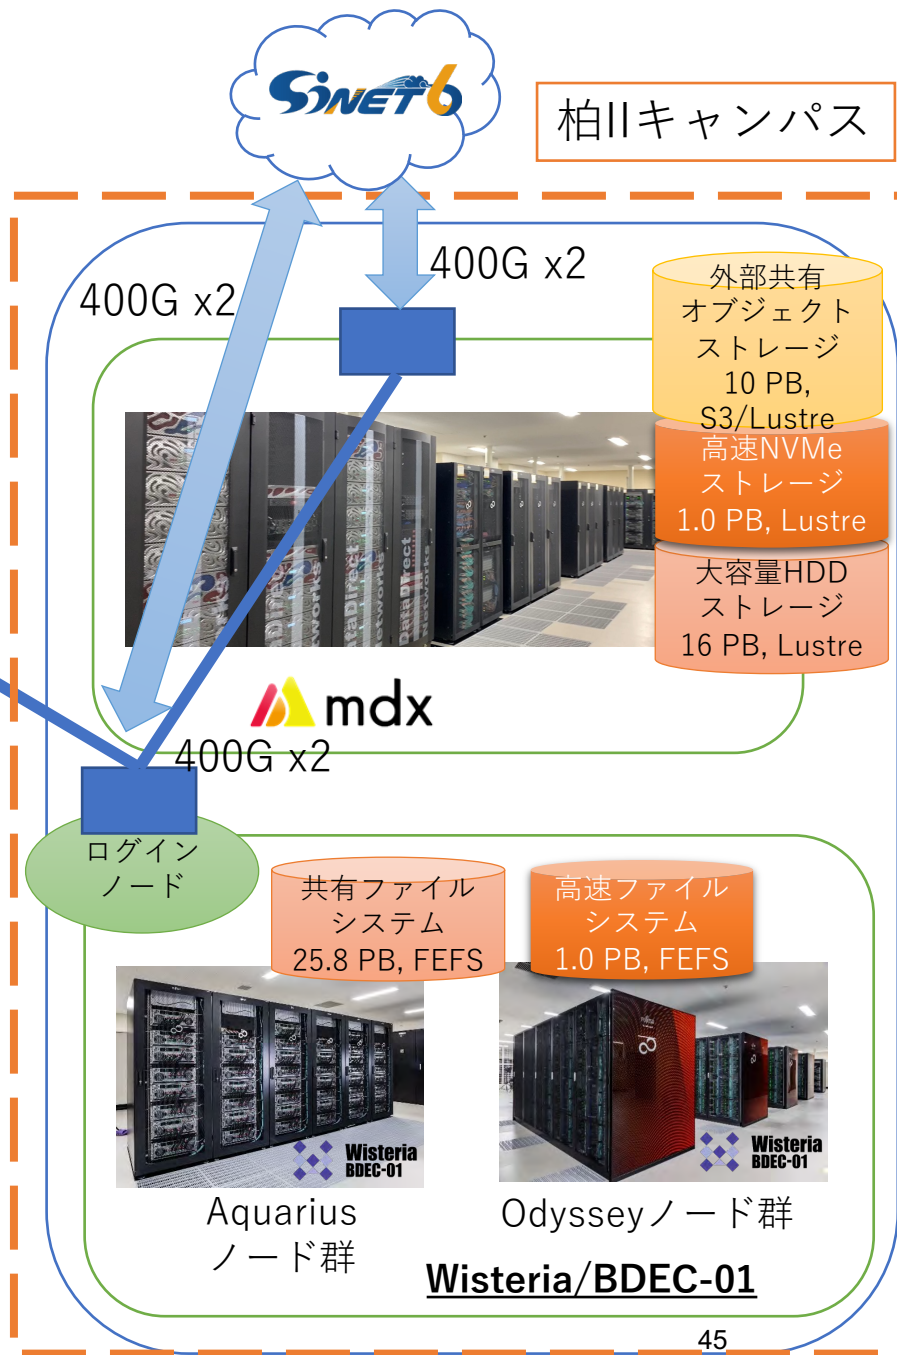 SINET6
柏IIキャンパス
400G x2
400G x2
外部共有
オブジェクト
ストレージ
10 PB,
S3/Lustre
高速NVMe
ストレージ
1.0 PB, Lustre
大容量HDD
ストレージ
16 PB, Lustre
DataDirect
Networks
DataDirect
Networks
DataDirect
Networks
mdx
400G x2
ログイン
ノード
共有ファイル
システム
25.8 PB, FEFS
高速ファイル
システム
1.0 PB, FEFS
Wisteria
BDEC-01
Wisteria
BDEC-01
Aquarius
ノード群
Odysseyノード群
Wisteria/BDEC-01
45